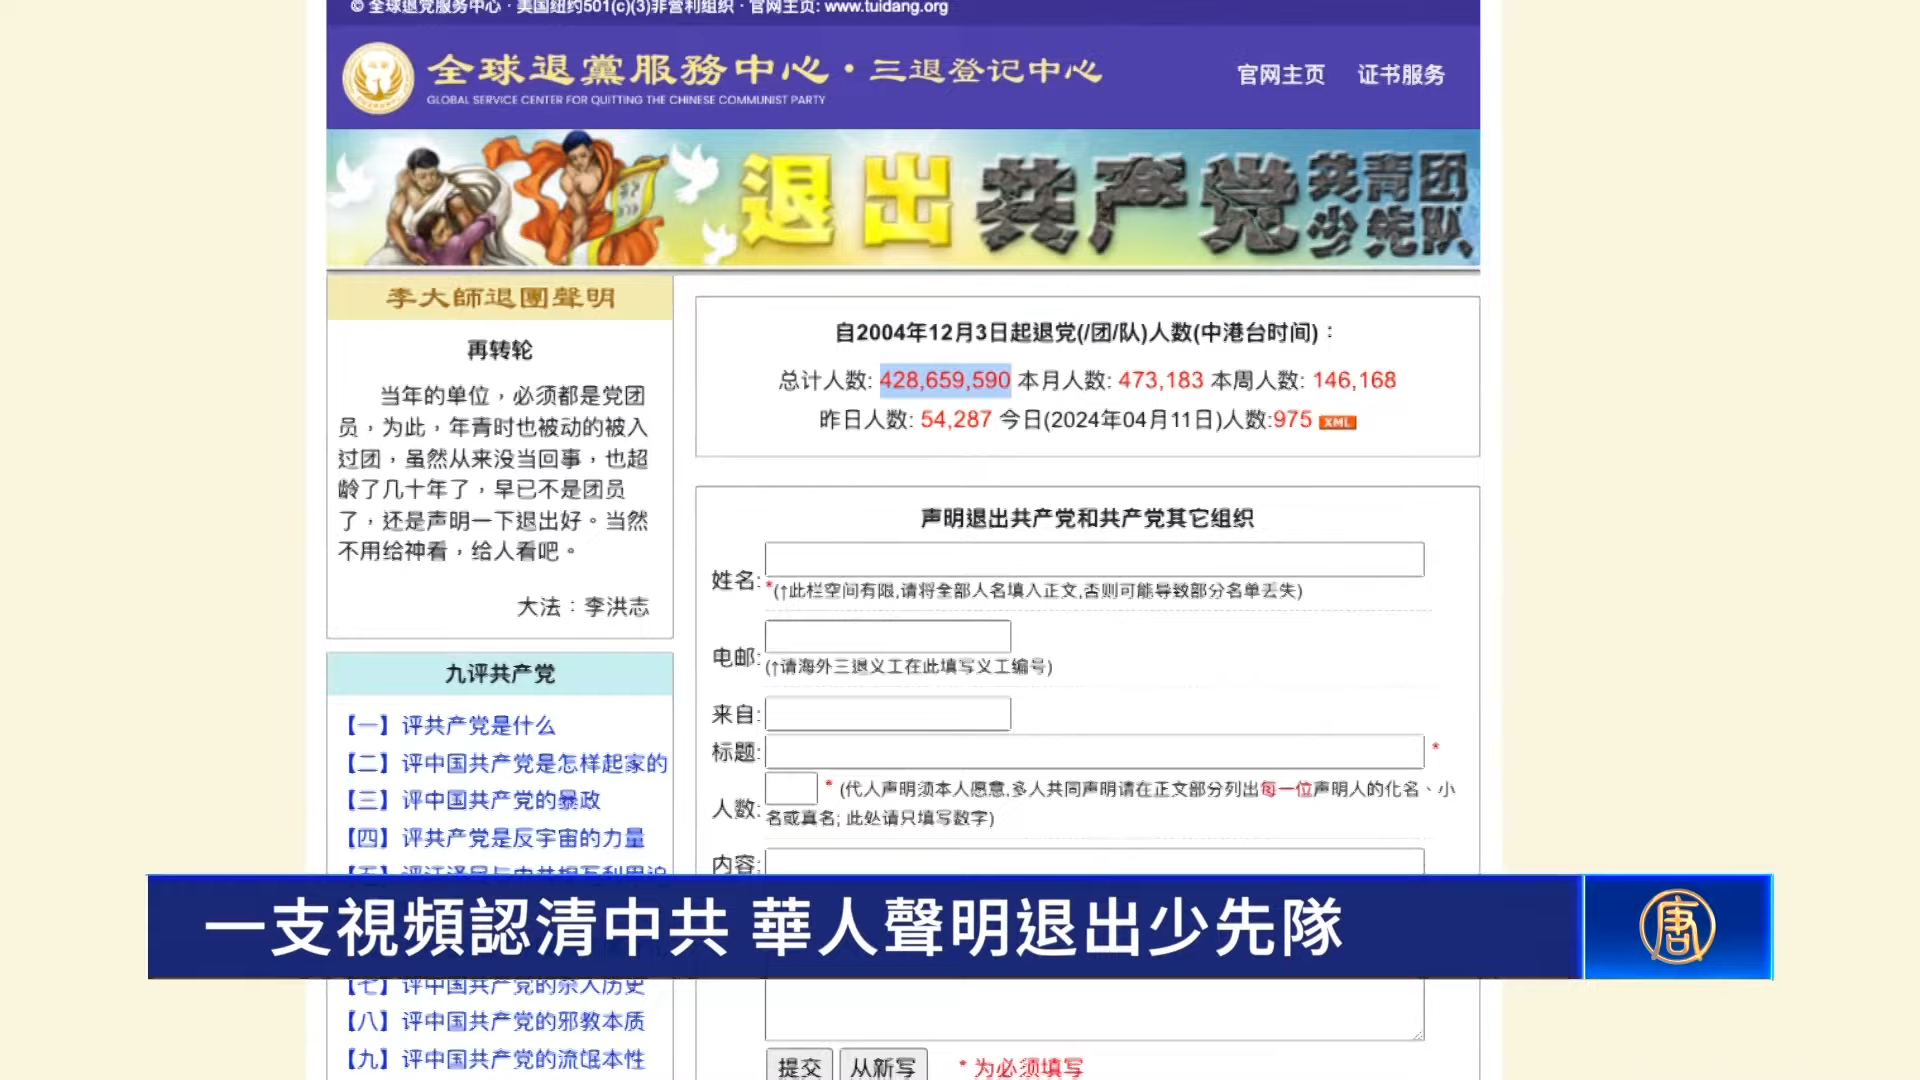 © 全球退党服务中心 · 美国纽约501(c)(3)非营利组织 · 官网主页: www.tuidang.org
全球退黨服務中心·三退登记中心
GLOBAL SERVICE CENTER FOR QUITTING THE CHINESE COMMUNIST PARTY
官网主页 证书服务
退出共产党
共青团
少先队
李大師退團聲明
再转轮
当年的单位，必须都是党团
员，为此，年青时也被动的被入
过团，虽然从来没当回事，也超
龄了几十年了，早已不是团员
了，还是声明一下退出好。当然
不用给神看，给人看吧。
大法：李洪志
九评共产党
【一】评共产党是什么
【二】评中国共产党是怎样起家的
【三】评中国共产党的暴政
【四】评共产党是反宇宙的力量
【七】评中国共产党的杀人历史
【八】评中国共产党的邪教本质
【九】评中国共产党的流氓本性
自2004年12月3日起退党(/团/队)人数(中港台时间)：
总计人数: 428,659,590 本月人数: 473,183 本周人数: 146,168
昨日人数: 54,287 今日(2024年04月11日)人数:975 XML
声明退出共产党和共产党其它组织
姓名:
*(↑此栏空间有限,请将全部人名填入正文,否则可能导致部分名单丢失)
电邮:
(↑请海外三退义工在此填写义工编号)
来自:
标题: *
人数: * (代人声明须本人愿意,多人共同声明请在正文部分列出每一位声明人的化名、小
名或真名; 此处请只填写数字)
内容:
提交 从新写 * 为必须填写
一支視頻認清中共 華人聲明退出少先隊
唐